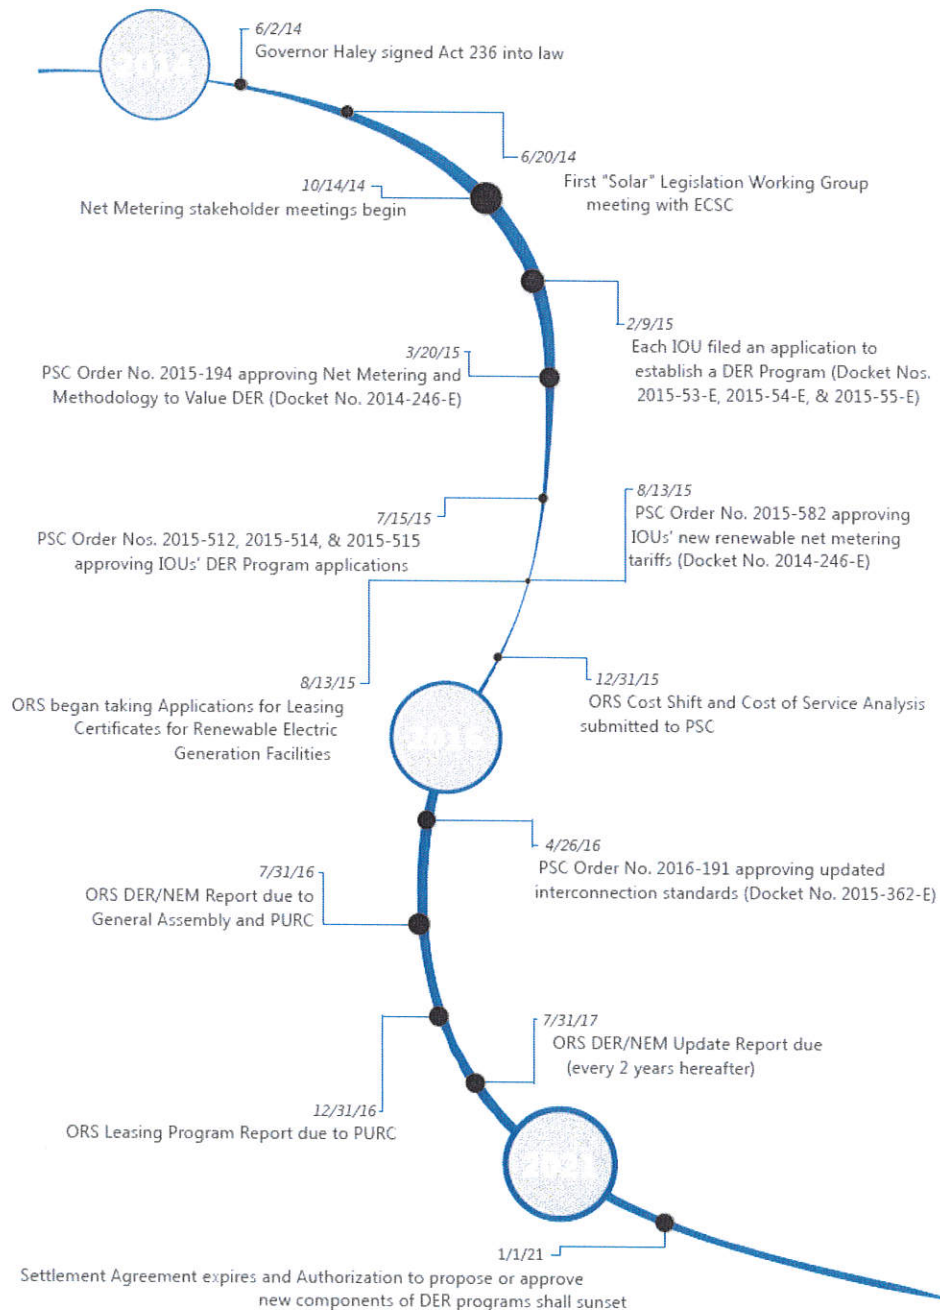 2014
6/2/14
Governor Haley signed Act 236 into law
6/20/14
First "Solar" Legislation Working Group
meeting with ECSC
10/14/14
Net Metering stakeholder meetings begin
2/9/15
Each IOU filed an application to
establish a DER Program (Docket Nos.
2015-53-E, 2015-54-E, & 2015-55-E)
3/20/15
PSC Order No. 2015-194 approving Net Metering and
Methodology to Value DER (Docket No. 2014-246-E)
7/15/15
PSC Order Nos. 2015-512, 2015-514, & 2015-515
approving IOUs' DER Program applications
8/13/15
PSC Order No. 2015-582 approving
IOUs' new renewable net metering
tariffs (Docket No. 2014-246-E)
8/13/15
ORS began taking Applications for Leasing
Certificates for Renewable Electric
Generation Facilities
12/31/15
ORS Cost Shift and Cost of Service Analysis
submitted to PSC
2016
4/26/16
PSC Order No. 2016-191 approving updated
interconnection standards (Docket No. 2015-362-E)
7/31/16
ORS DER/NEM Report due to
General Assembly and PURC
12/31/16
ORS Leasing Program Report due to PURC
7/31/17
ORS DER/NEM Update Report due
(every 2 years hereafter)
2021
1/1/21
Settlement Agreement expires and Authorization to propose or approve
new components of DER programs shall sunset